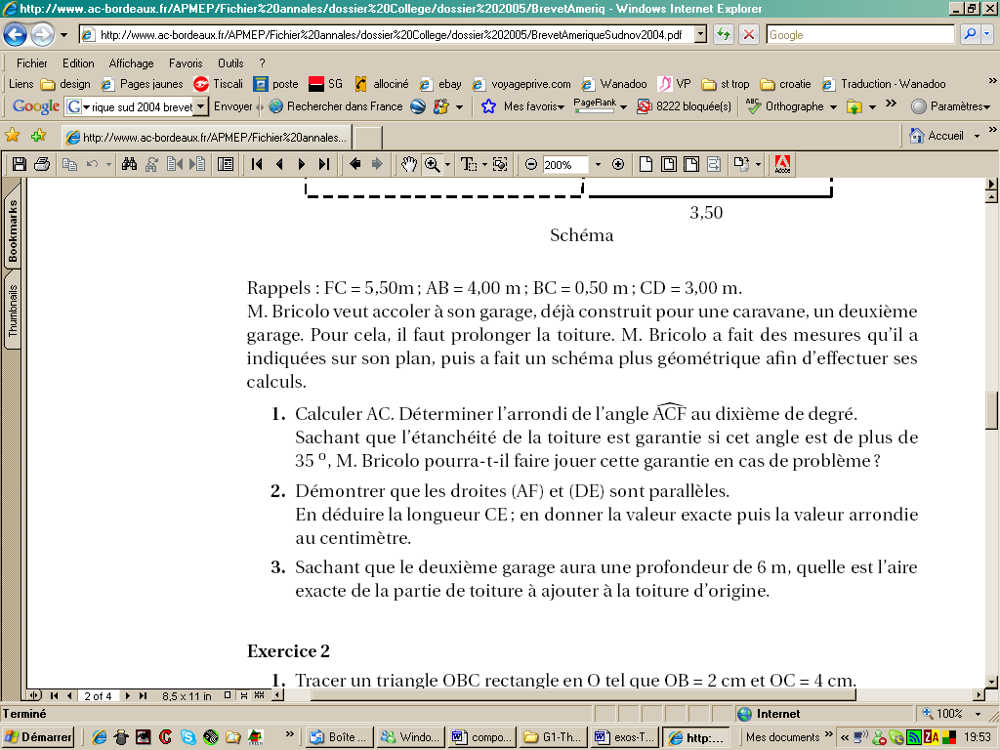 http://www.ac-bordeaux.fr/APMEP/Fichier%20annales/dossier%20College/dossier%202005/BrevetAmeriq - Windows Internet Explorer
http://www.ac-bordeaux.fr/APMEP/Fichier%20annales/dossier%20College/dossier%202005/BrevetAmeriqueSudnov2004.pdf
Google
Fichier Edition Affichage Favoris Outils ?
Liens design Pages jaunes Tiscali poste SG allociné ebay voyageprive.com Wanadoo VP st trop croatie Traduction - Wanadoo »
Google G rique sud 2004 brevet Envoyer Rechercher dans France Mes favoris PageRank 8222 bloquée(s) ABC Orthographe » Paramètres
http://www.ac-bordeaux.fr/APMEP/Fichier%20annales... Accueil »
200% Adobe
Bookmarks
Thumbnails
3,50
Schéma
Rappels : FC = 5,50m ; AB = 4,00 m ; BC = 0,50 m ; CD = 3,00 m.
M. Bricolo veut accoler à son garage, déjà construit pour une caravane, un deuxième
garage. Pour cela, il faut prolonger la toiture. M. Bricolo a fait des mesures qu'il a
indiquées sur son plan, puis a fait un schéma plus géométrique afin d'effectuer ses
calculs.
1. Calculer AC. Déterminer l'arrondi de l'angle ACF au dixième de degré.
Sachant que l'étanchéité de la toiture est garantie si cet angle est de plus de
35 º, M. Bricolo pourra-t-il faire jouer cette garantie en cas de problème ?
2. Démontrer que les droites (AF) et (DE) sont parallèles.
En déduire la longueur CE ; en donner la valeur exacte puis la valeur arrondie
au centimètre.
3. Sachant que le deuxième garage aura une profondeur de 6 m, quelle est l'aire
exacte de la partie de toiture à ajouter à la toiture d'origine.
Exercice 2
1. Tracer un triangle OBC rectangle en O tel que OB = 2 cm et OC = 4 cm.
2 of 4 8,5 x 11 in
Terminé Internet 100%
Démarrer » Boîte ... Windo... compo... G1-Th... exos-T... http:... Mes documents » « 19:53